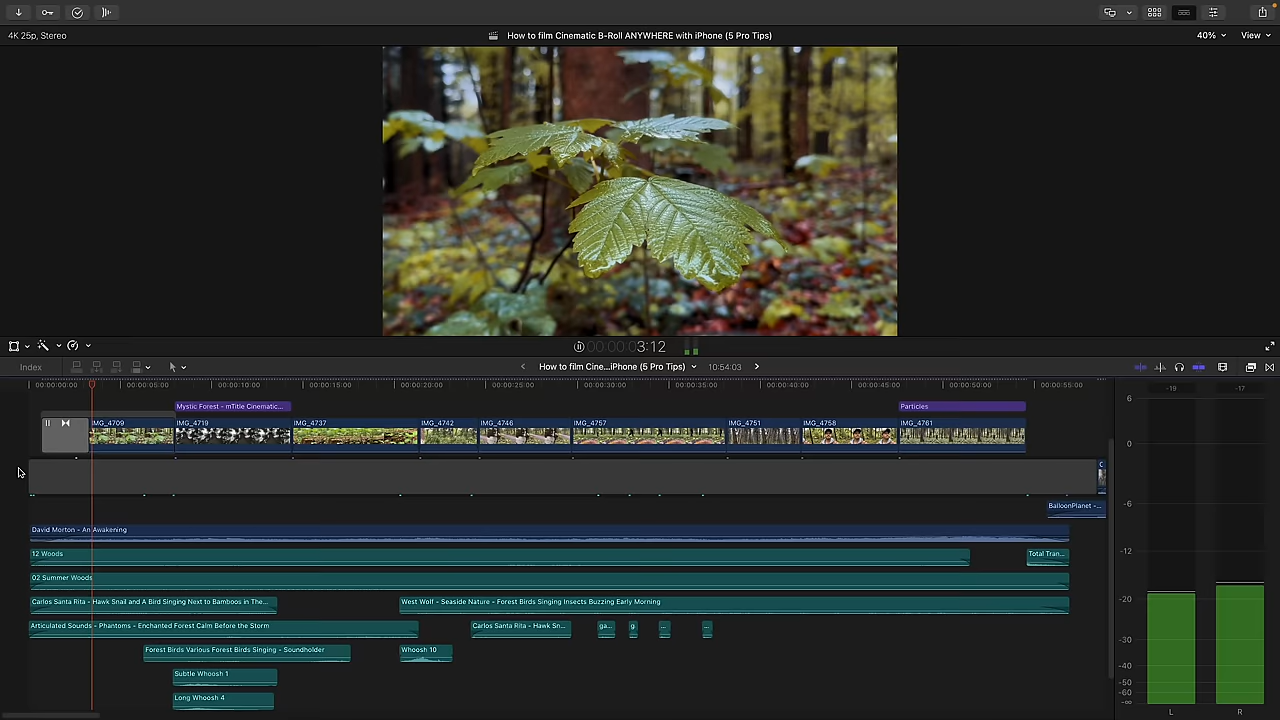 4K 25p, Stereo
How to film Cinematic B-Roll ANYWHERE with iPhone (5 Pro Tips)
40%
View
00:00:00:03:12
Index
How to film Cine...iPhone (5 Pro Tips)
10:54:03
00:00:00:00
00:00:05:00
00:00:10:00
00:00:15:00
00:00:20:00
00:00:25:00
00:00:30:00
00:00:35:00
00:00:40:00
00:00:45:00
00:00:50:00
00:00:55:00
-19
-17
Mystic Forest - mTitle Cinematic...
Particles
IMG_4709
IMG_4719
IMG_4737
IMG_4742
IMG_4746
IMG_4757
IMG_4751
IMG_4758
IMG_4761
C
BalloonPlanet -...
David Morton - An Awakening
12 Woods
Total Tran...
02 Summer Woods
Carlos Santa Rita - Hawk Snail and A Bird Singing Next to Bamboos in The...
West Wolf - Seaside Nature - Forest Birds Singing Insects Buzzing Early Morning
Articulated Sounds - Phantoms - Enchanted Forest Calm Before the Storm
Carlos Santa Rita - Hawk Sn...
ga...
g
...
...
Forest Birds Various Forest Birds Singing - Soundholder
Whoosh 10
Subtle Whoosh 1
Long Whoosh 4
6
0
-6
-12
-20
-30
-40
-50
-60
-∞
L
R